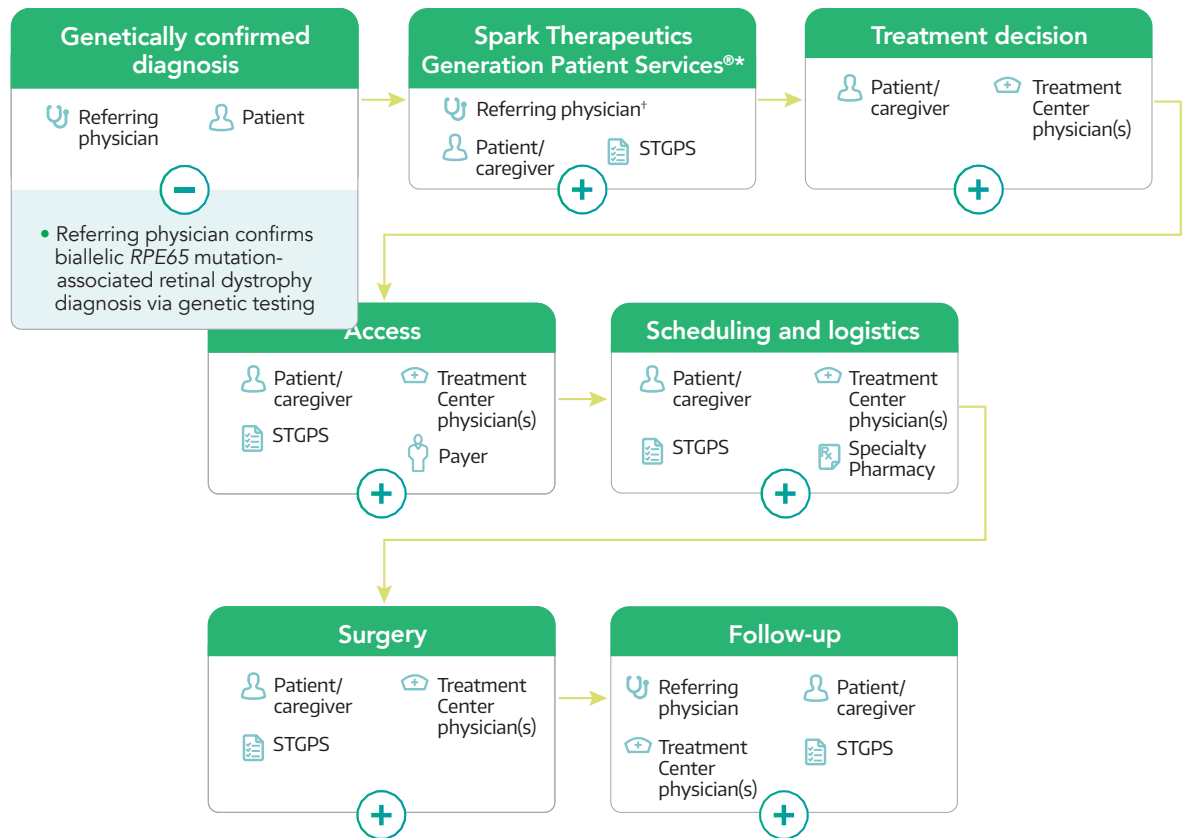 Genetically confirmed
diagnosis
Referring
physician
Patient
• Referring physician confirms
biallelic RPE65 mutation-
associated retinal dystrophy
diagnosis via genetic testing
Spark Therapeutics
Generation Patient Services®*
Referring physician†
Patient/
caregiver
STGPS
Treatment decision
Patient/
caregiver
Treatment
Center
physician(s)
Access
Patient/
caregiver
Treatment
Center
physician(s)
STGPS
Payer
Scheduling and logistics
Patient/
caregiver
Treatment
Center
physician(s)
STGPS
Rx
Specialty
Pharmacy
Surgery
Patient/
caregiver
Treatment
Center
physician(s)
STGPS
Follow-up
Referring
physician
Patient/
caregiver
Treatment
Center
physician(s)
STGPS